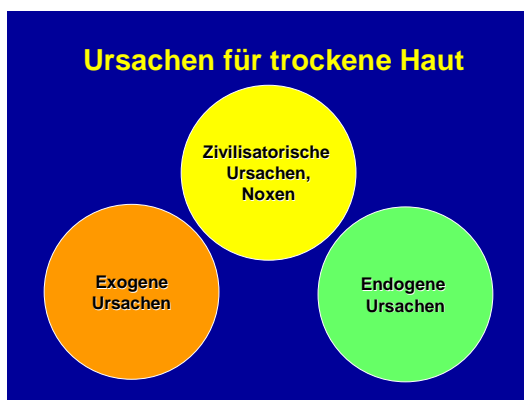 Ursachen für trockene Haut
Zivilisatorische
Ursachen,
Noxen
Exogene
Ursachen
Endogene
Ursachen